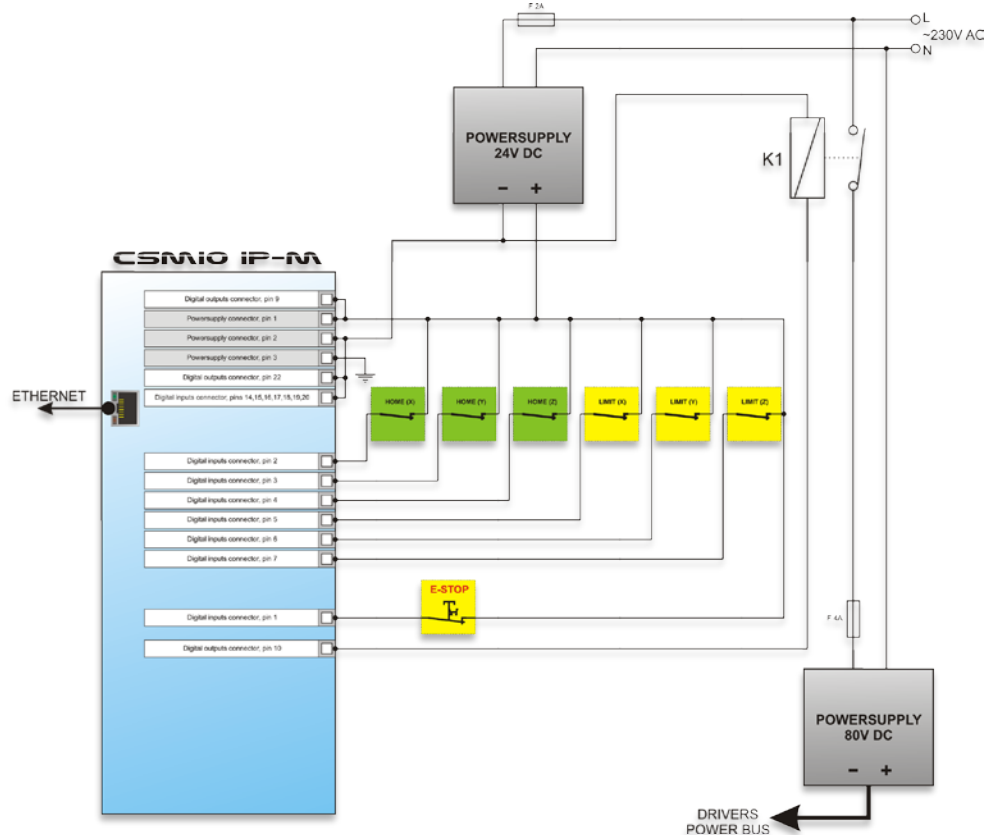 F 2A
L
~230V AC
N
POWERSUPPLY
24V DC
- +
K1
CSMIO IP-M
Digital outputs connector, pin 9
Powersupply connector, pin 1
Powersupply connector, pin 2
Powersupply connector, pin 3
Digital outputs connector, pin 22
Digital inputs connector, pins 14,15,16,17,18,19,20
ETHERNET
HOME (X)
HOME (Y)
HOME (Z)
LIMIT (X)
LIMIT (Y)
LIMIT (Z)
Digital inputs connector, pin 2
Digital inputs connector, pin 3
Digital inputs connector, pin 4
Digital inputs connector, pin 5
Digital inputs connector, pin 6
Digital inputs connector, pin 7
E-STOP
Digital inputs connector, pin 1
Digital outputs connector, pin 10
F 4A
POWERSUPPLY
80V DC
- +
DRIVERS
POWER BUS